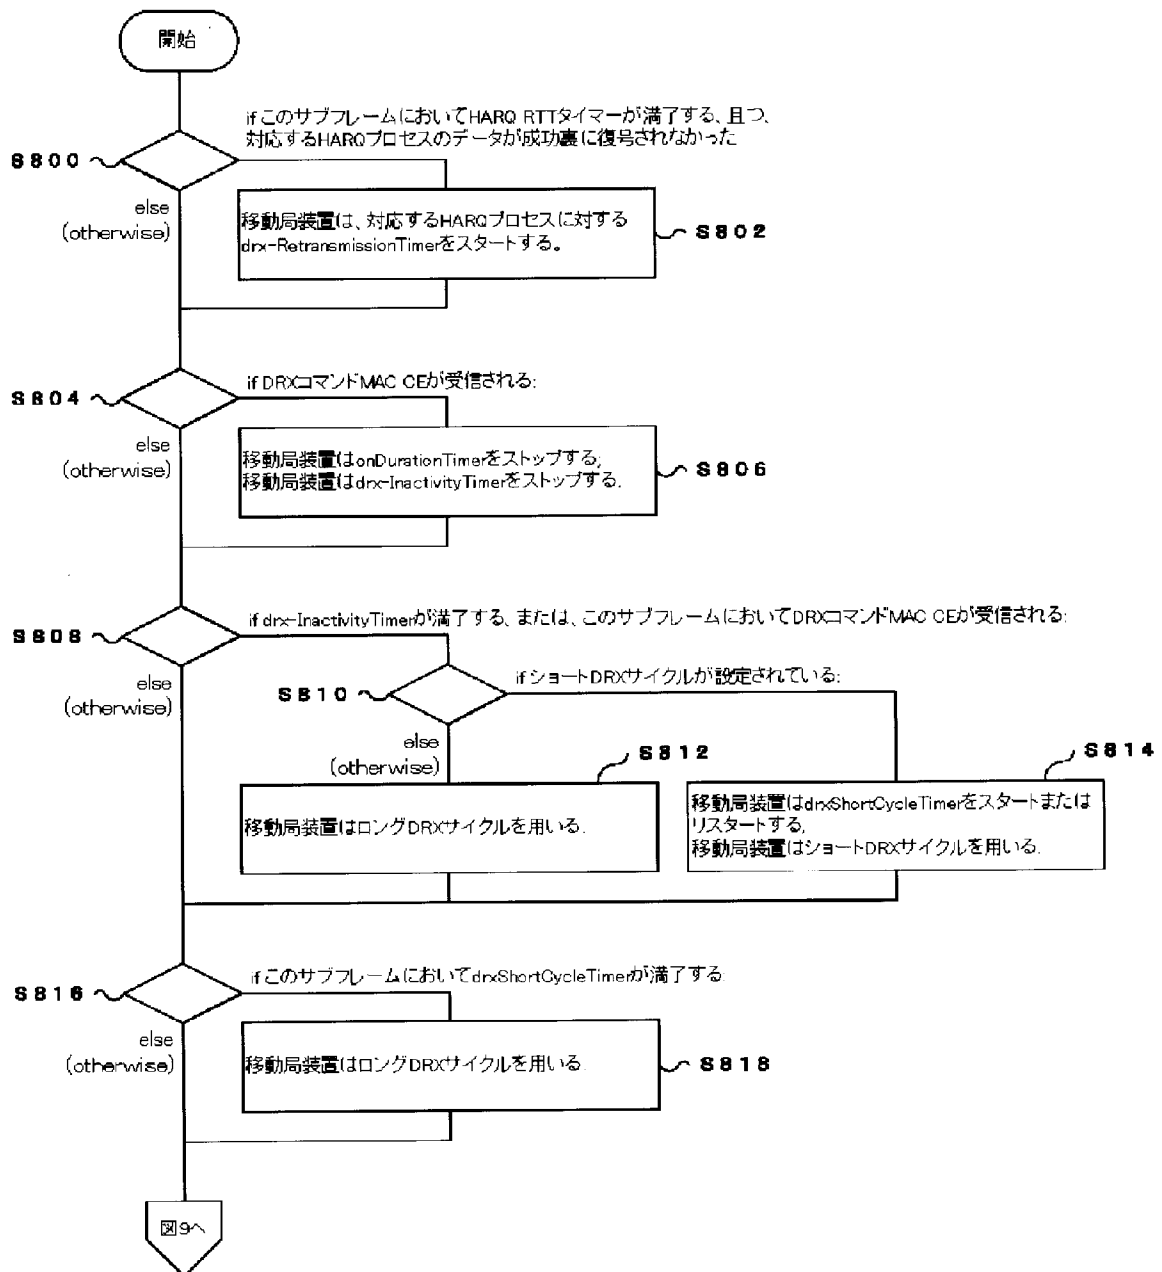 開始
if このサブフレームにおいてHARQ RTTタイマーが満了する、且つ、
対応するHARQプロセスのデータが成功裏に復号されなかった
S800
else
(otherwise)
移動局装置は、対応するHARQプロセスに対する
drx-RetransmissionTimerをスタートする。
S802
if DRXコマンドMAC CEが受信される;
S804
else
(otherwise)
移動局装置はonDurationTimerをストップする;
移動局装置はdrx-InactivityTimerをストップする.
S806
if drx-InactivityTimerが満了する、または、このサブフレームにおいてDRXコマンドMAC CEが受信される:
S808
else
(otherwise)
if ショートDRXサイクルが設定されている:
S810
else
(otherwise)
S812
移動局装置はロングDRXサイクルを用いる.
S814
移動局装置はdrxShortCycleTimerをスタートまたは
リスタートする,
移動局装置はショートDRXサイクルを用いる.
if このサブフレームにおいてdrxShortCycleTimerが満了する
S816
else
(otherwise)
移動局装置はロングDRXサイクルを用いる.
S818
図9へ